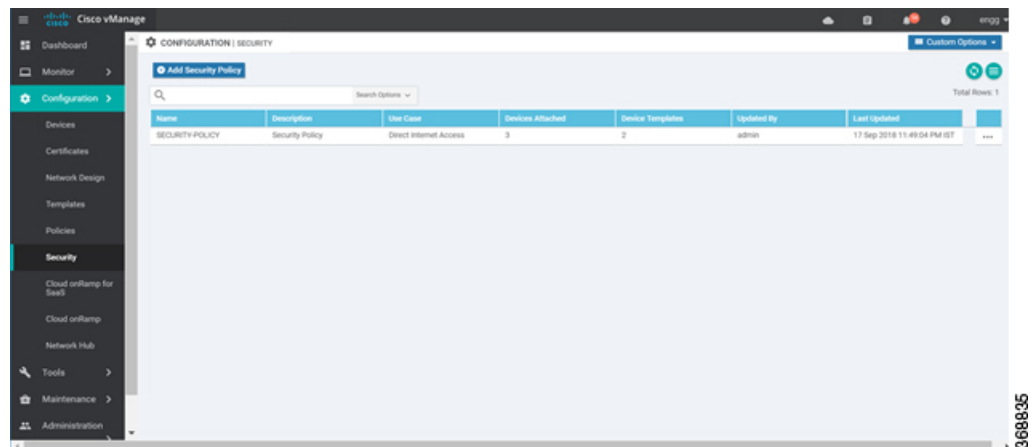 CISCO
Cisco vManage
engg
Dashboard
CONFIGURATION | SECURITY
Custom Options
Monitor
Add Security Policy
Configuration
Search Options
Total Rows: 1
Name Description Use Case Devices Attached Device Templates Updated By Last Updated
SECURITY-POLICY Security Policy Direct Internet Access 3 2 admin 17 Sep 2018 11:49:04 PM IST
Devices
Certificates
Network Design
Templates
Policies
Security
Cloud onRamp for
SaaS
Cloud onRamp
Network Hub
Tools
Maintenance
Administration
368835